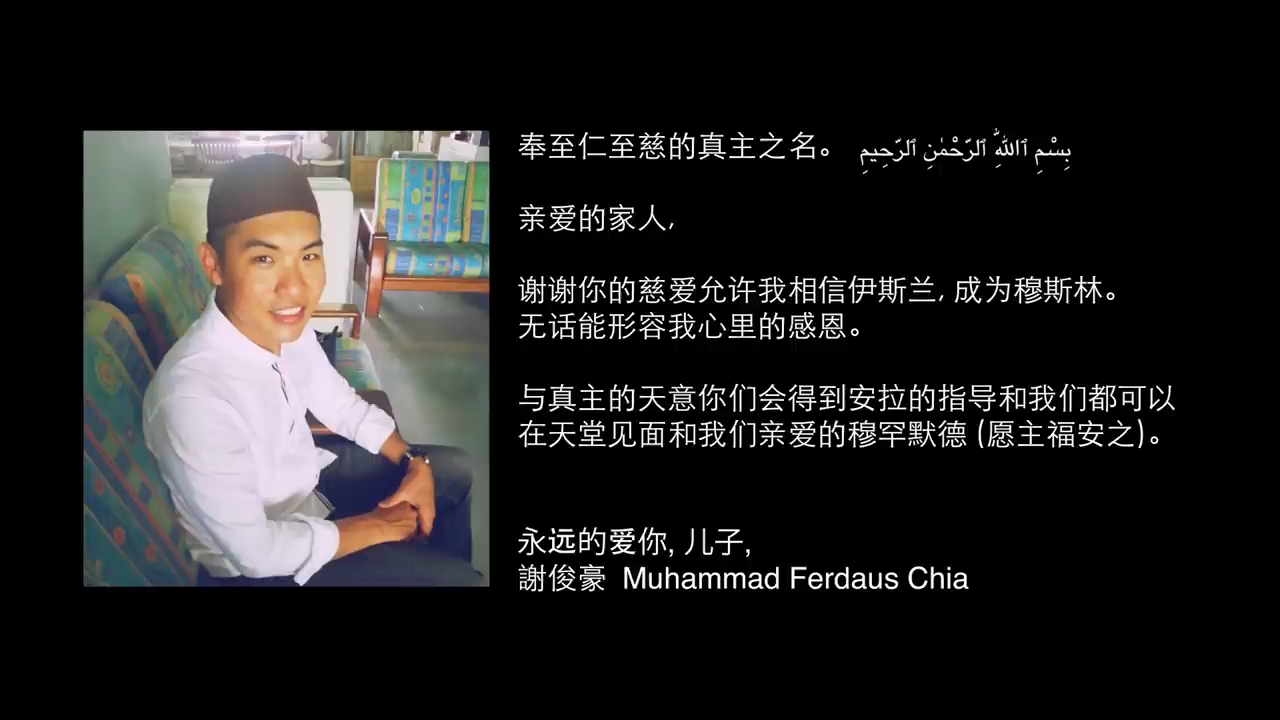 奉至仁至慈的真主之名。 بِسْمِ ٱللَّٰهِ ٱلرَّحْمَٰنِ ٱلرَّحِيمِ
亲爱的家人,
谢谢你的慈爱允许我相信伊斯兰, 成为穆斯林。
无话能形容我心里的感恩。
与真主的天意你们会得到安拉的指导和我们都可以
在天堂见面和我们亲爱的穆罕默德 (愿主福安之)。
永远的爱你, 儿子,
謝俊豪 Muhammad Ferdaus Chia